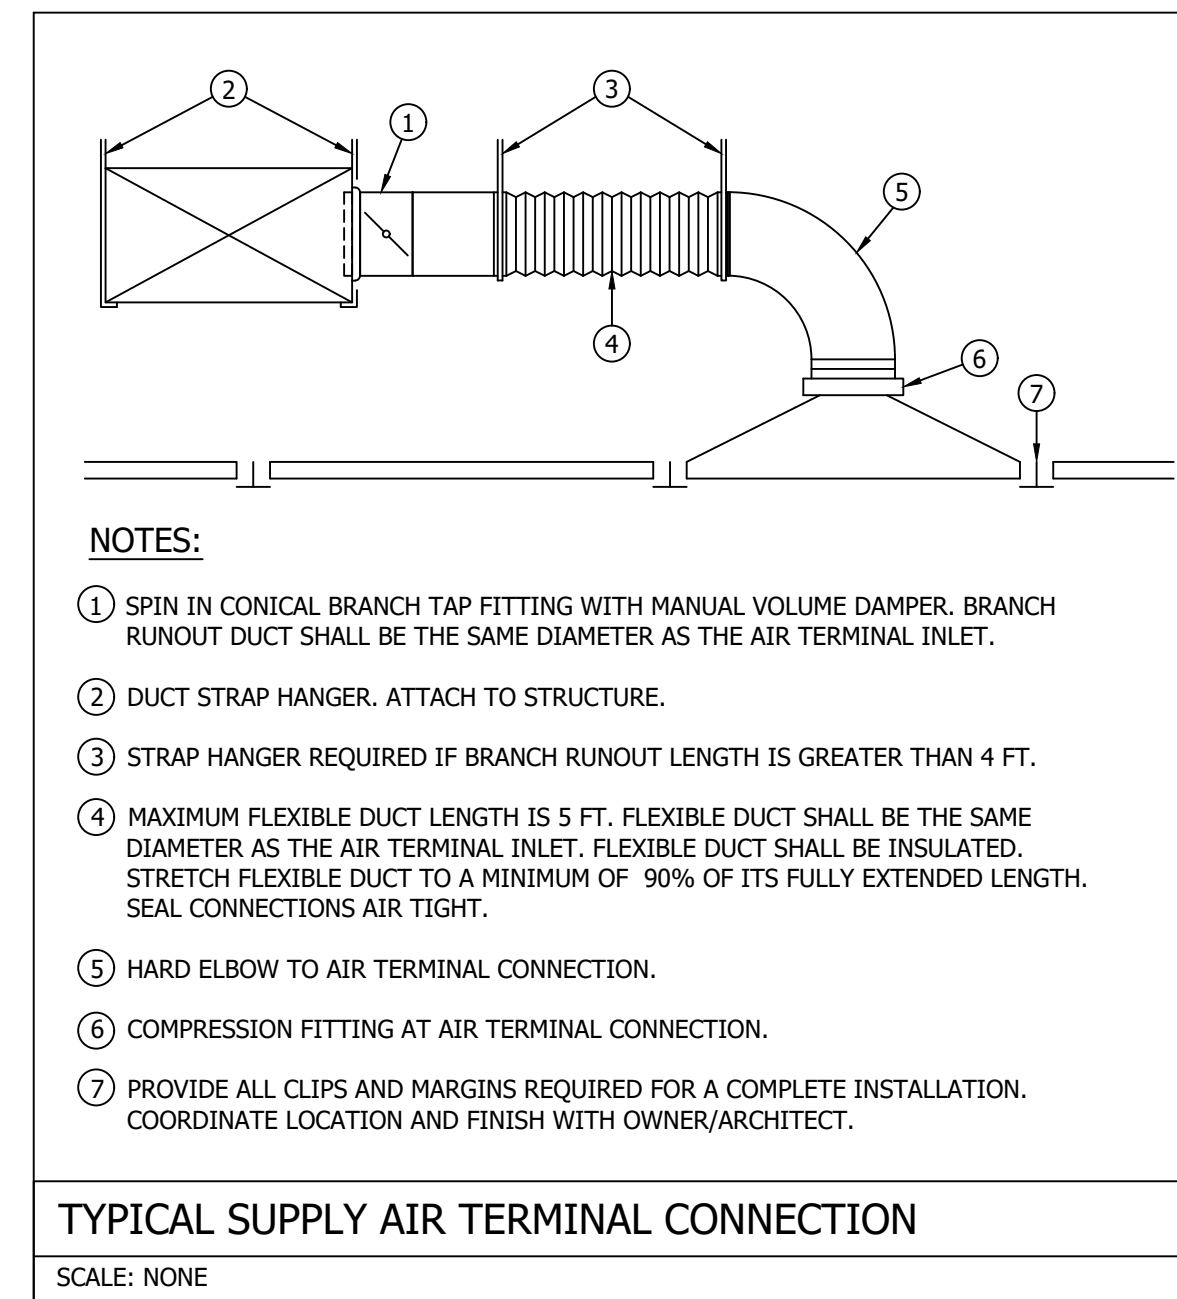 2
3
1
5
4
6
7
NOTES:
1 SPIN IN CONICAL BRANCH TAP FITTING WITH MANUAL VOLUME DAMPER. BRANCH
RUNOUT DUCT SHALL BE THE SAME DIAMETER AS THE AIR TERMINAL INLET.
2 DUCT STRAP HANGER. ATTACH TO STRUCTURE.
3 STRAP HANGER REQUIRED IF BRANCH RUNOUT LENGTH IS GREATER THAN 4 FT.
4 MAXIMUM FLEXIBLE DUCT LENGTH IS 5 FT. FLEXIBLE DUCT SHALL BE THE SAME
DIAMETER AS THE AIR TERMINAL INLET. FLEXIBLE DUCT SHALL BE INSULATED.
STRETCH FLEXIBLE DUCT TO A MINIMUM OF 90% OF ITS FULLY EXTENDED LENGTH.
SEAL CONNECTIONS AIR TIGHT.
5 HARD ELBOW TO AIR TERMINAL CONNECTION.
6 COMPRESSION FITTING AT AIR TERMINAL CONNECTION.
7 PROVIDE ALL CLIPS AND MARGINS REQUIRED FOR A COMPLETE INSTALLATION.
COORDINATE LOCATION AND FINISH WITH OWNER/ARCHITECT.
TYPICAL SUPPLY AIR TERMINAL CONNECTION
SCALE: NONE